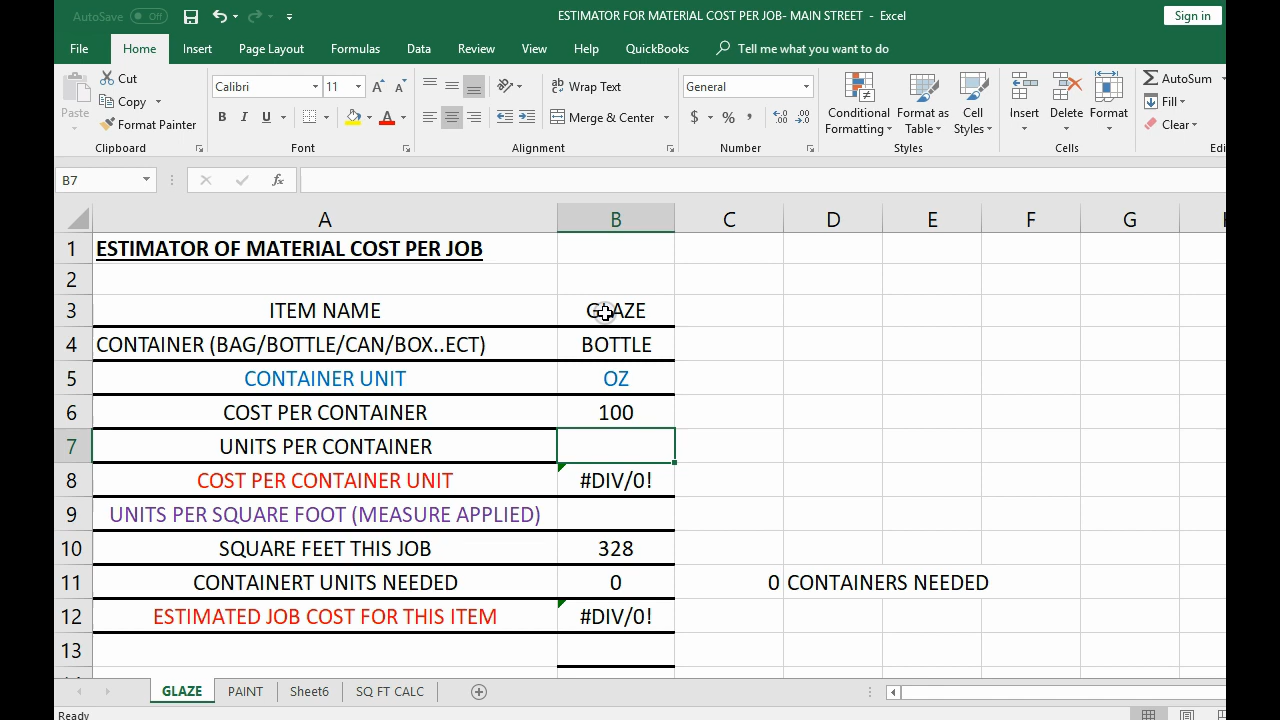 AutoSave Off ESTIMATOR FOR MATERIAL COST PER JOB- MAIN STREET - Excel Sign in
File Home Insert Page Layout Formulas Data Review View Help QuickBooks Tell me what you want to do
Cut Calibri 11 Wrap Text General AutoSum
Paste Copy Conditional Format as Cell Insert Delete Format Fill
Format Painter B I U Merge & Center $ % Formatting Table Styles Clear
Clipboard Font Alignment Number Styles Cells
B7 fx
A B C D E F G
1 ESTIMATOR OF MATERIAL COST PER JOB
2
3 ITEM NAME GLAZE
4 CONTAINER (BAG/BOTTLE/CAN/BOX..ECT) BOTTLE
5 CONTAINER UNIT OZ
6 COST PER CONTAINER 100
7 UNITS PER CONTAINER
8 COST PER CONTAINER UNIT #DIV/0!
9 UNITS PER SQUARE FOOT (MEASURE APPLIED)
10 SQUARE FEET THIS JOB 328
11 CONTAINERT UNITS NEEDED 0 0 CONTAINERS NEEDED
12 ESTIMATED JOB COST FOR THIS ITEM #DIV/0!
13
GLAZE PAINT Sheet6 SQ FT CALC
Ready